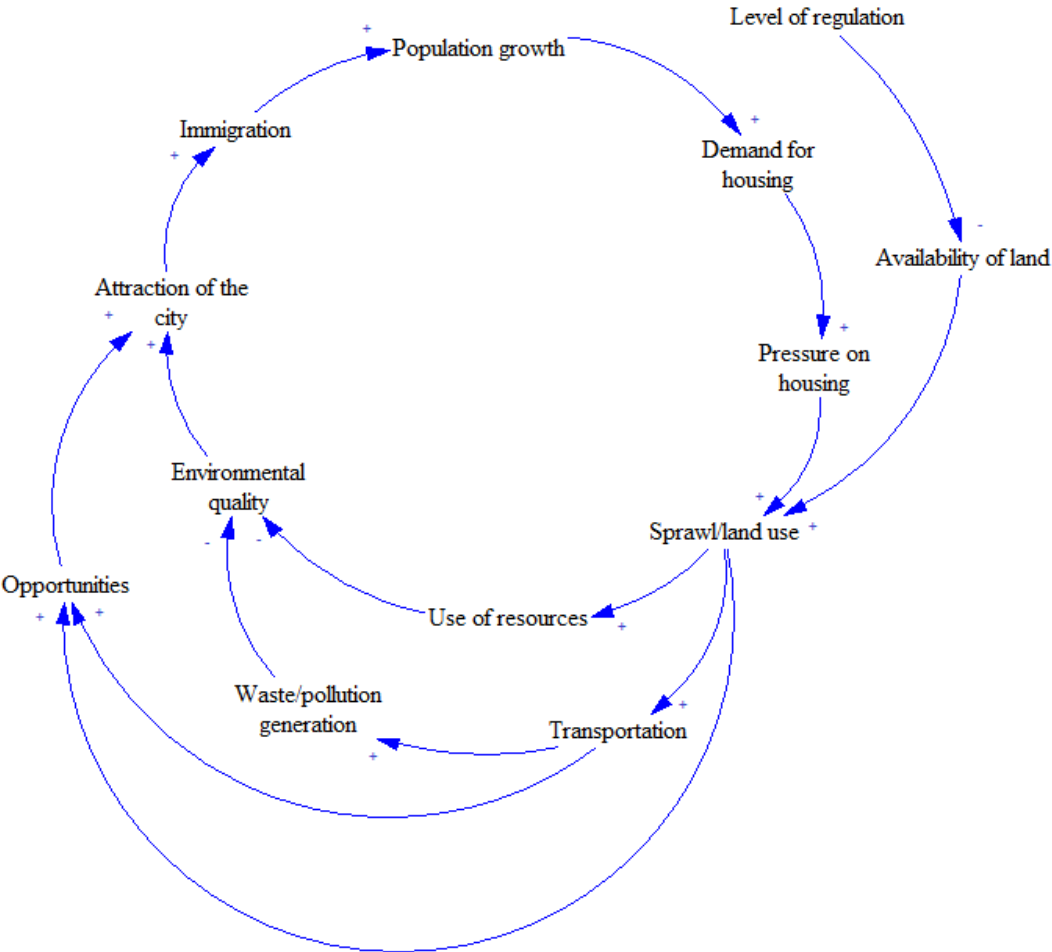 Level of regulation
+
Population growth
+
Immigration
+
Demand for
housing
+
-
Availability of land
Attraction of the
city
+
+
+
Pressure on
housing
Environmental
quality
+
Sprawl/land use +
-
-
Opportunities
+
+
Use of resources
+
Waste/pollution
generation
+
Transportation
+